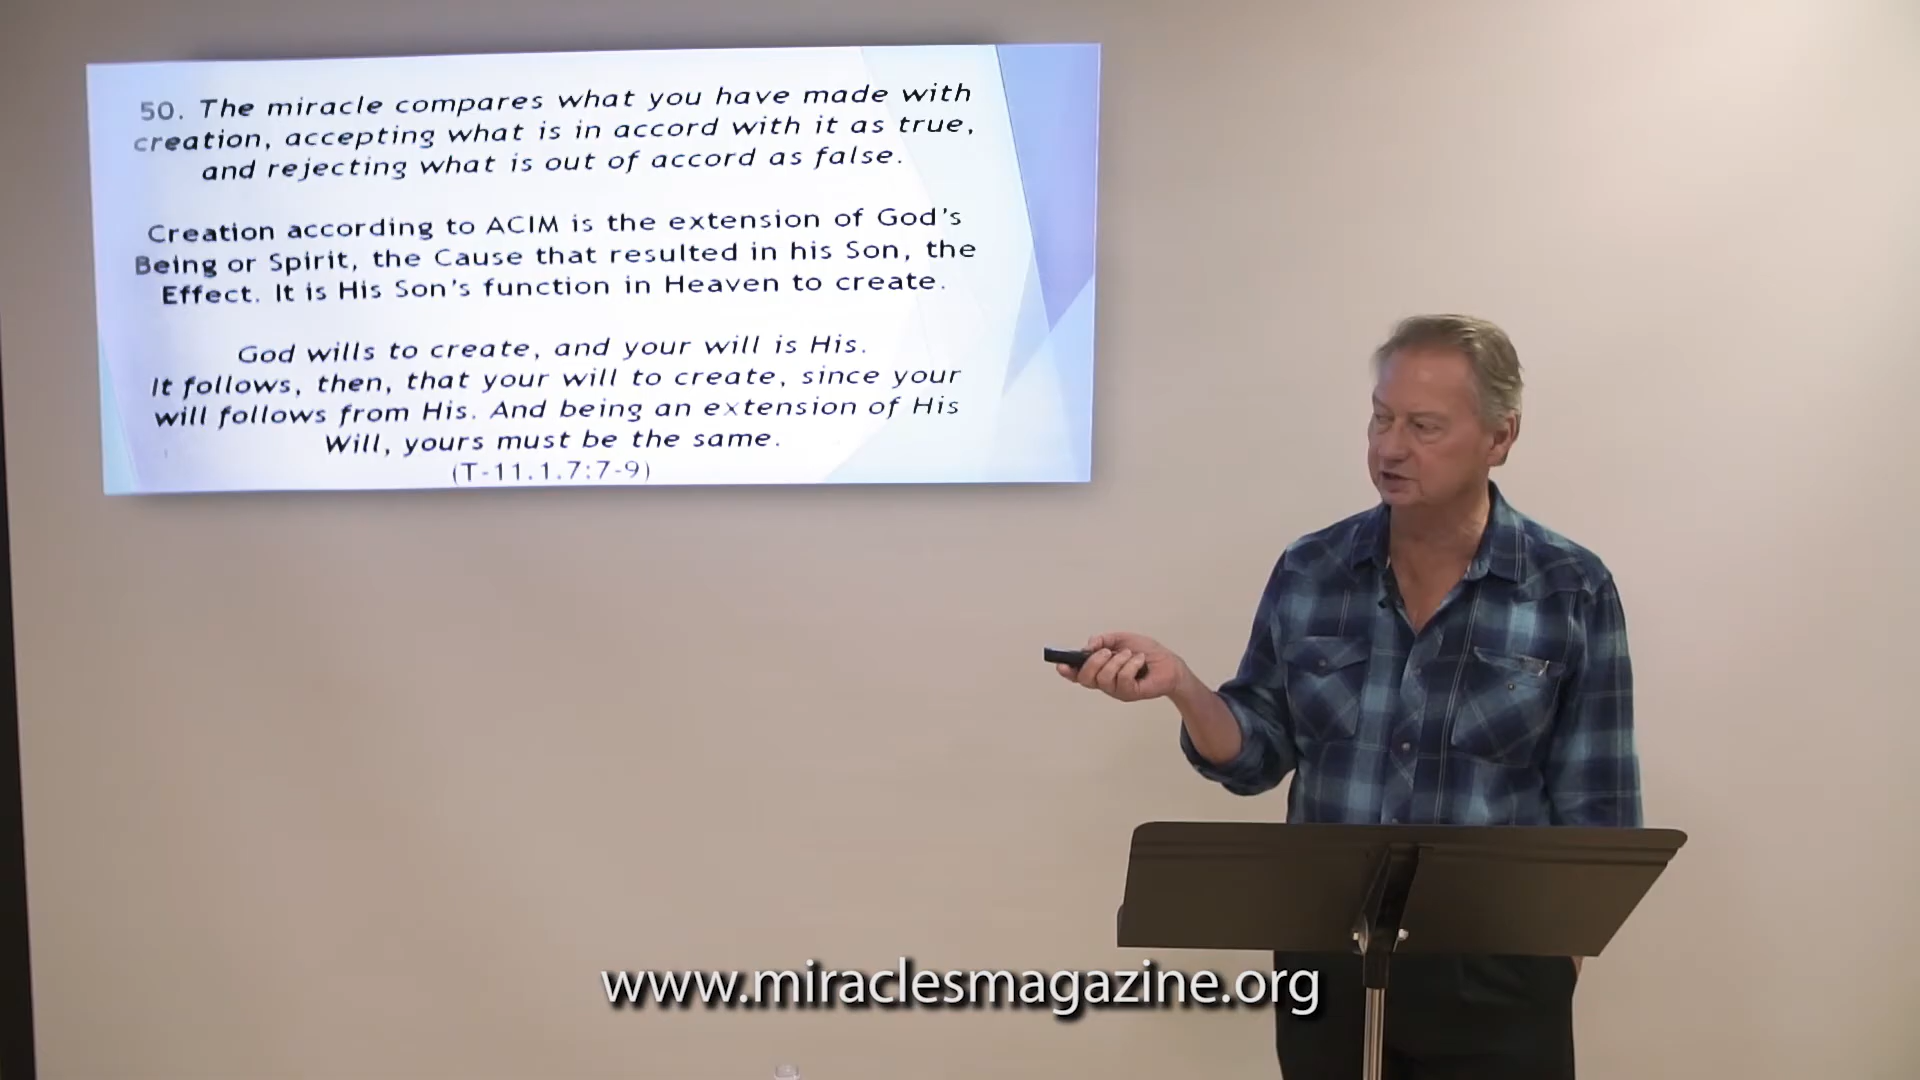 50. The miracle compares what you have made with
creation, accepting what is in accord with it as true,
and rejecting what is out of accord as false.
Creation according to ACIM is the extension of God's
Being or Spirit, the Cause that resulted in his Son, the
Effect. It is His Son's function in Heaven to create.
God wills to create, and your will is His.
It follows, then, that your will to create, since your
will follows from His. And being an extension of His
Will, yours must be the same.
(T-11.1.7:7-9)
www.miraclesmagazine.org